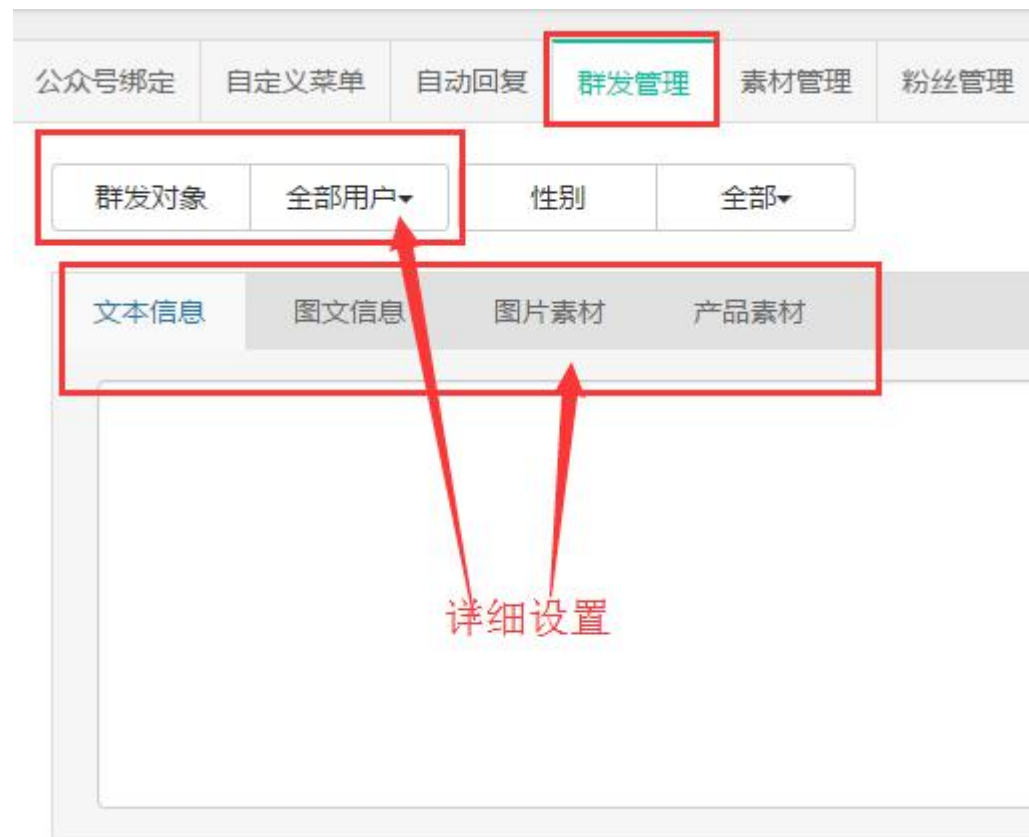 公众号绑定 自定义菜单 自动回复 群发管理 素材管理 粉丝管理
群发对象 全部用户 性别 全部
文本信息 图文信息 图片素材 产品素材
详细设置